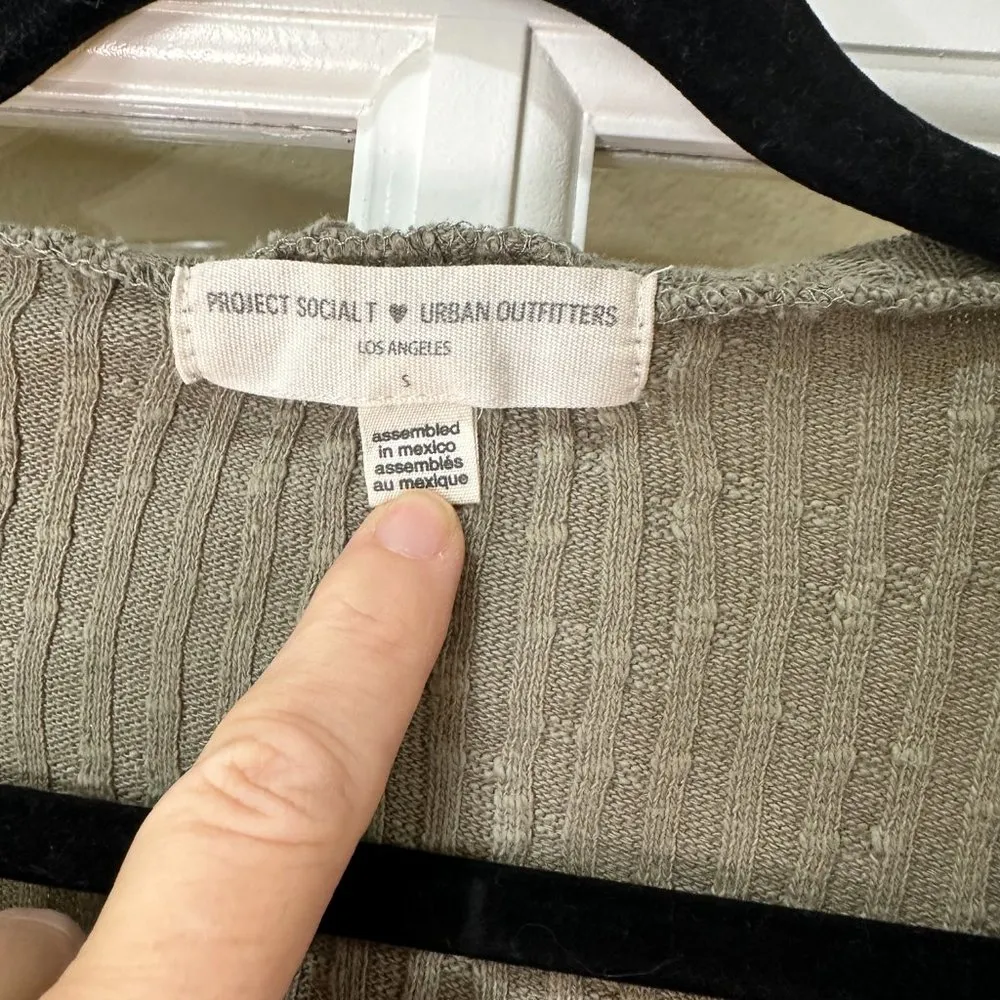 PROJECT SOCIAL T ♥ URBAN OUTFITTERS
LOS ANGELES
S
assembled
in mexico
assemblés
au mexique